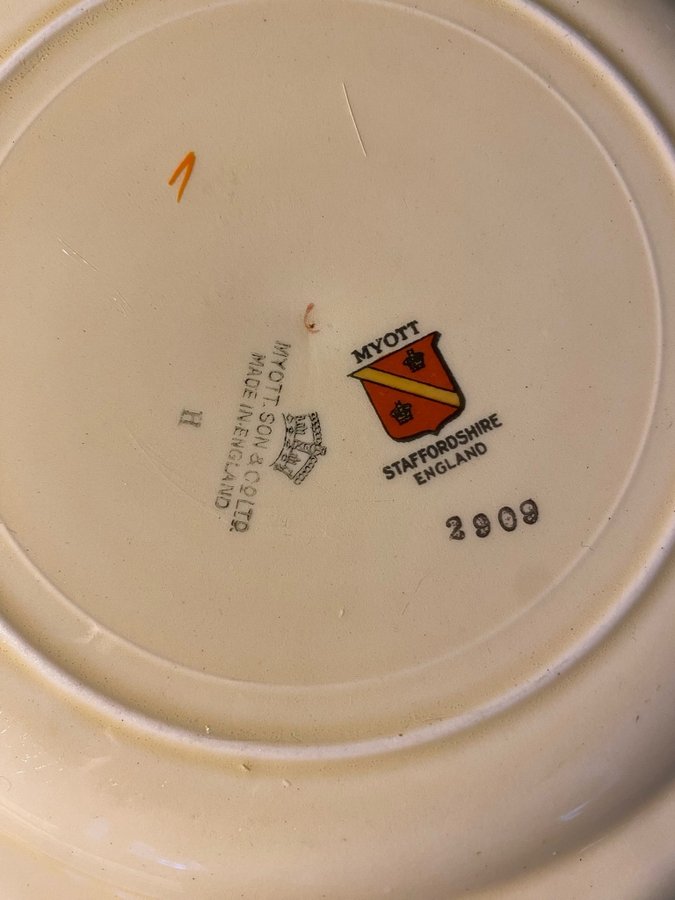 MYOTT
STAFFORDSHIRE
ENGLAND
2909
MYOTT. SON & CO LTD.
MADE IN ENGLAND
H